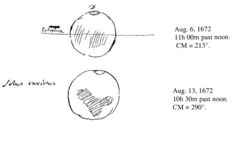 Aug. 6, 1672
11h 00m past noon.
CM = 213°.
Aug. 13, 1672
10h 30m past noon.
CM = 290°.